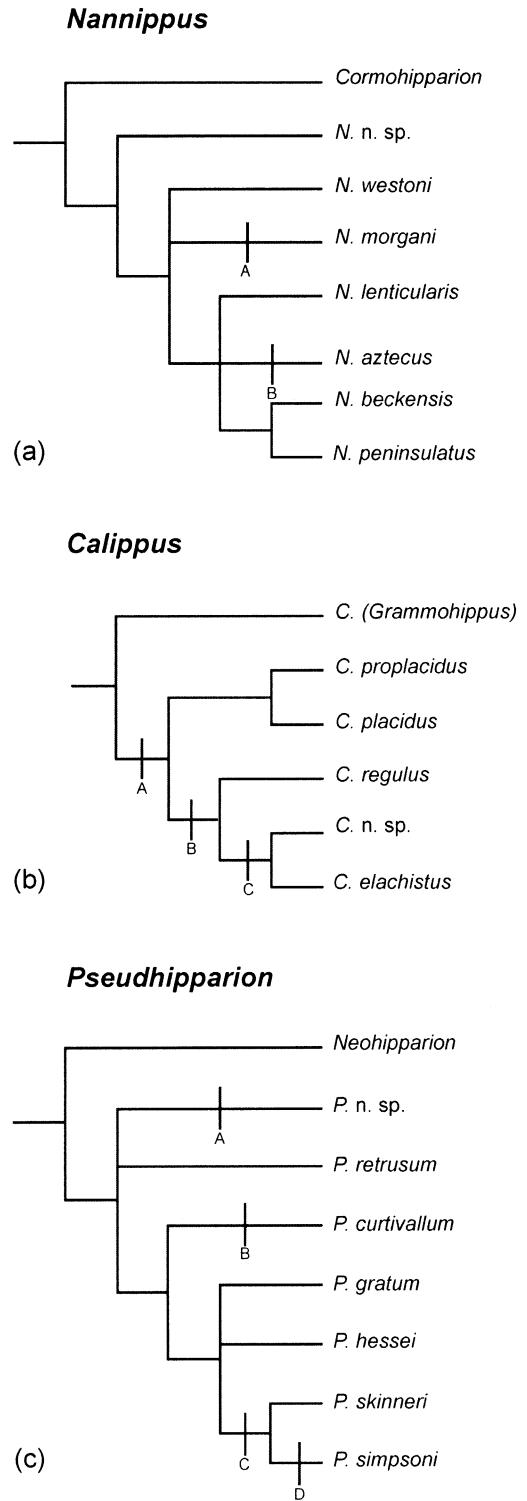 Nannippus
Cormohipparion
N. n. sp.
N. westoni
N. morgani
A
N. lenticularis
N. aztecus
B
N. beckensis
(a)
N. peninsulatus
Calippus
C. (Grammohippus)
C. proplacidus
C. placidus
A
C. regulus
B
C. n. sp.
(b)
C
C. elachistus
Pseudhipparion
Neohipparion
P. n. sp.
A
P. retrusum
P. curtivallum
B
P. gratum
P. hessei
P. skinneri
(c)
C
P. simpsoni
D